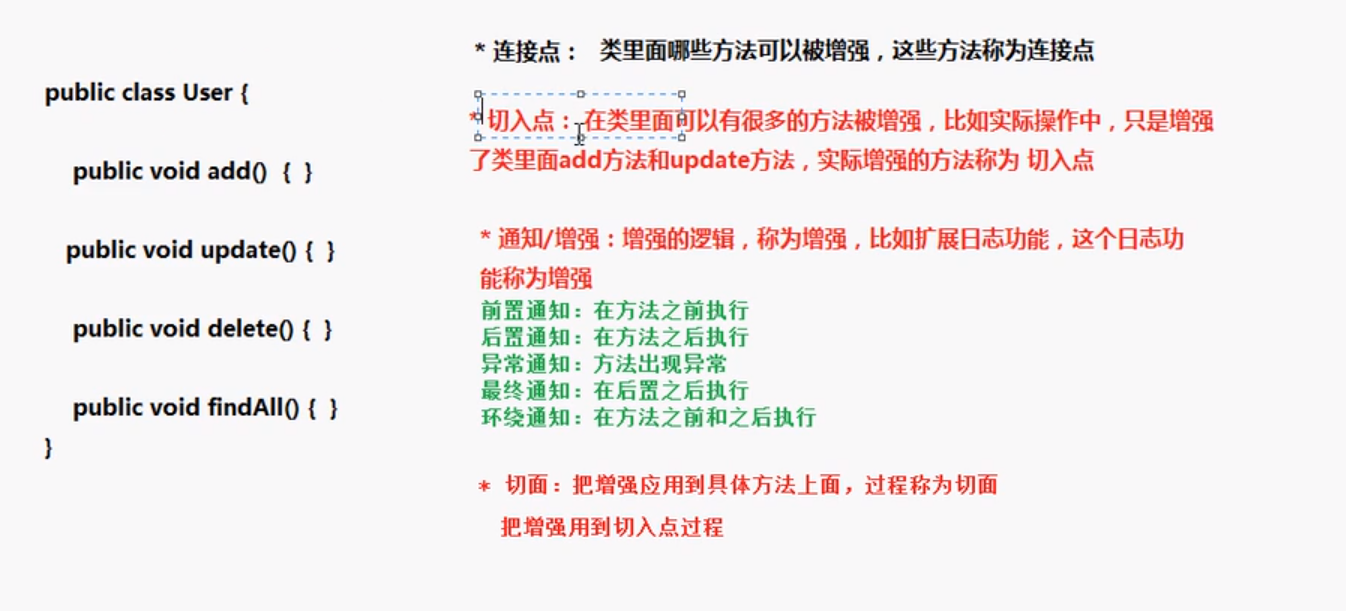 public class User {
public void add()  {  }
public void update() {  }
public void delete() {  }
public void findAll() {  }
}
* 连接点： 类里面哪些方法可以被增强，这些方法称为连接点
* 切入点：在类里面可以有很多的方法被增强，比如实际操作中，只是增强
了类里面add方法和update方法，实际增强的方法称为 切入点
* 通知/增强：增强的逻辑，称为增强，比如扩展日志功能，这个日志功
能称为增强
前置通知：在方法之前执行
后置通知：在方法之后执行
异常通知：方法出现异常
最终通知：在后置之后执行
环绕通知：在方法之前和之后执行
* 切面：把增强应用到具体方法上面，过程称为切面
把增强用到切入点过程